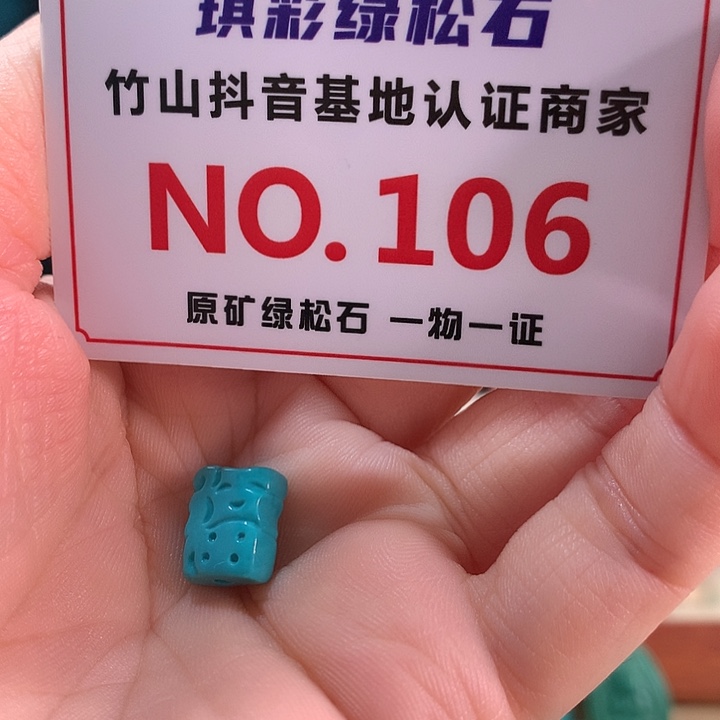 琪彩绿松石
竹山抖音基地认证商家
NO.106
原矿绿松石 一物一证